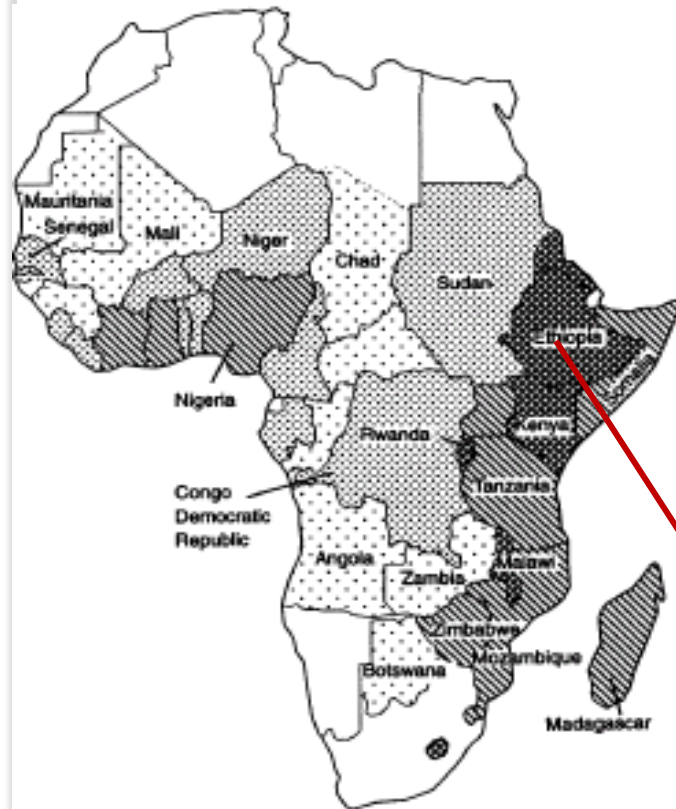 Mauritania
Senegal
Mali
Niger
Chad
Sudan
Ethiopia
Somalia
Nigeria
Kenya
Rwanda
Congo
Democratic
Republic
Tanzania
Angola
Zambia
Malawi
Zimbabwe
Mozambique
Botswana
Madagascar